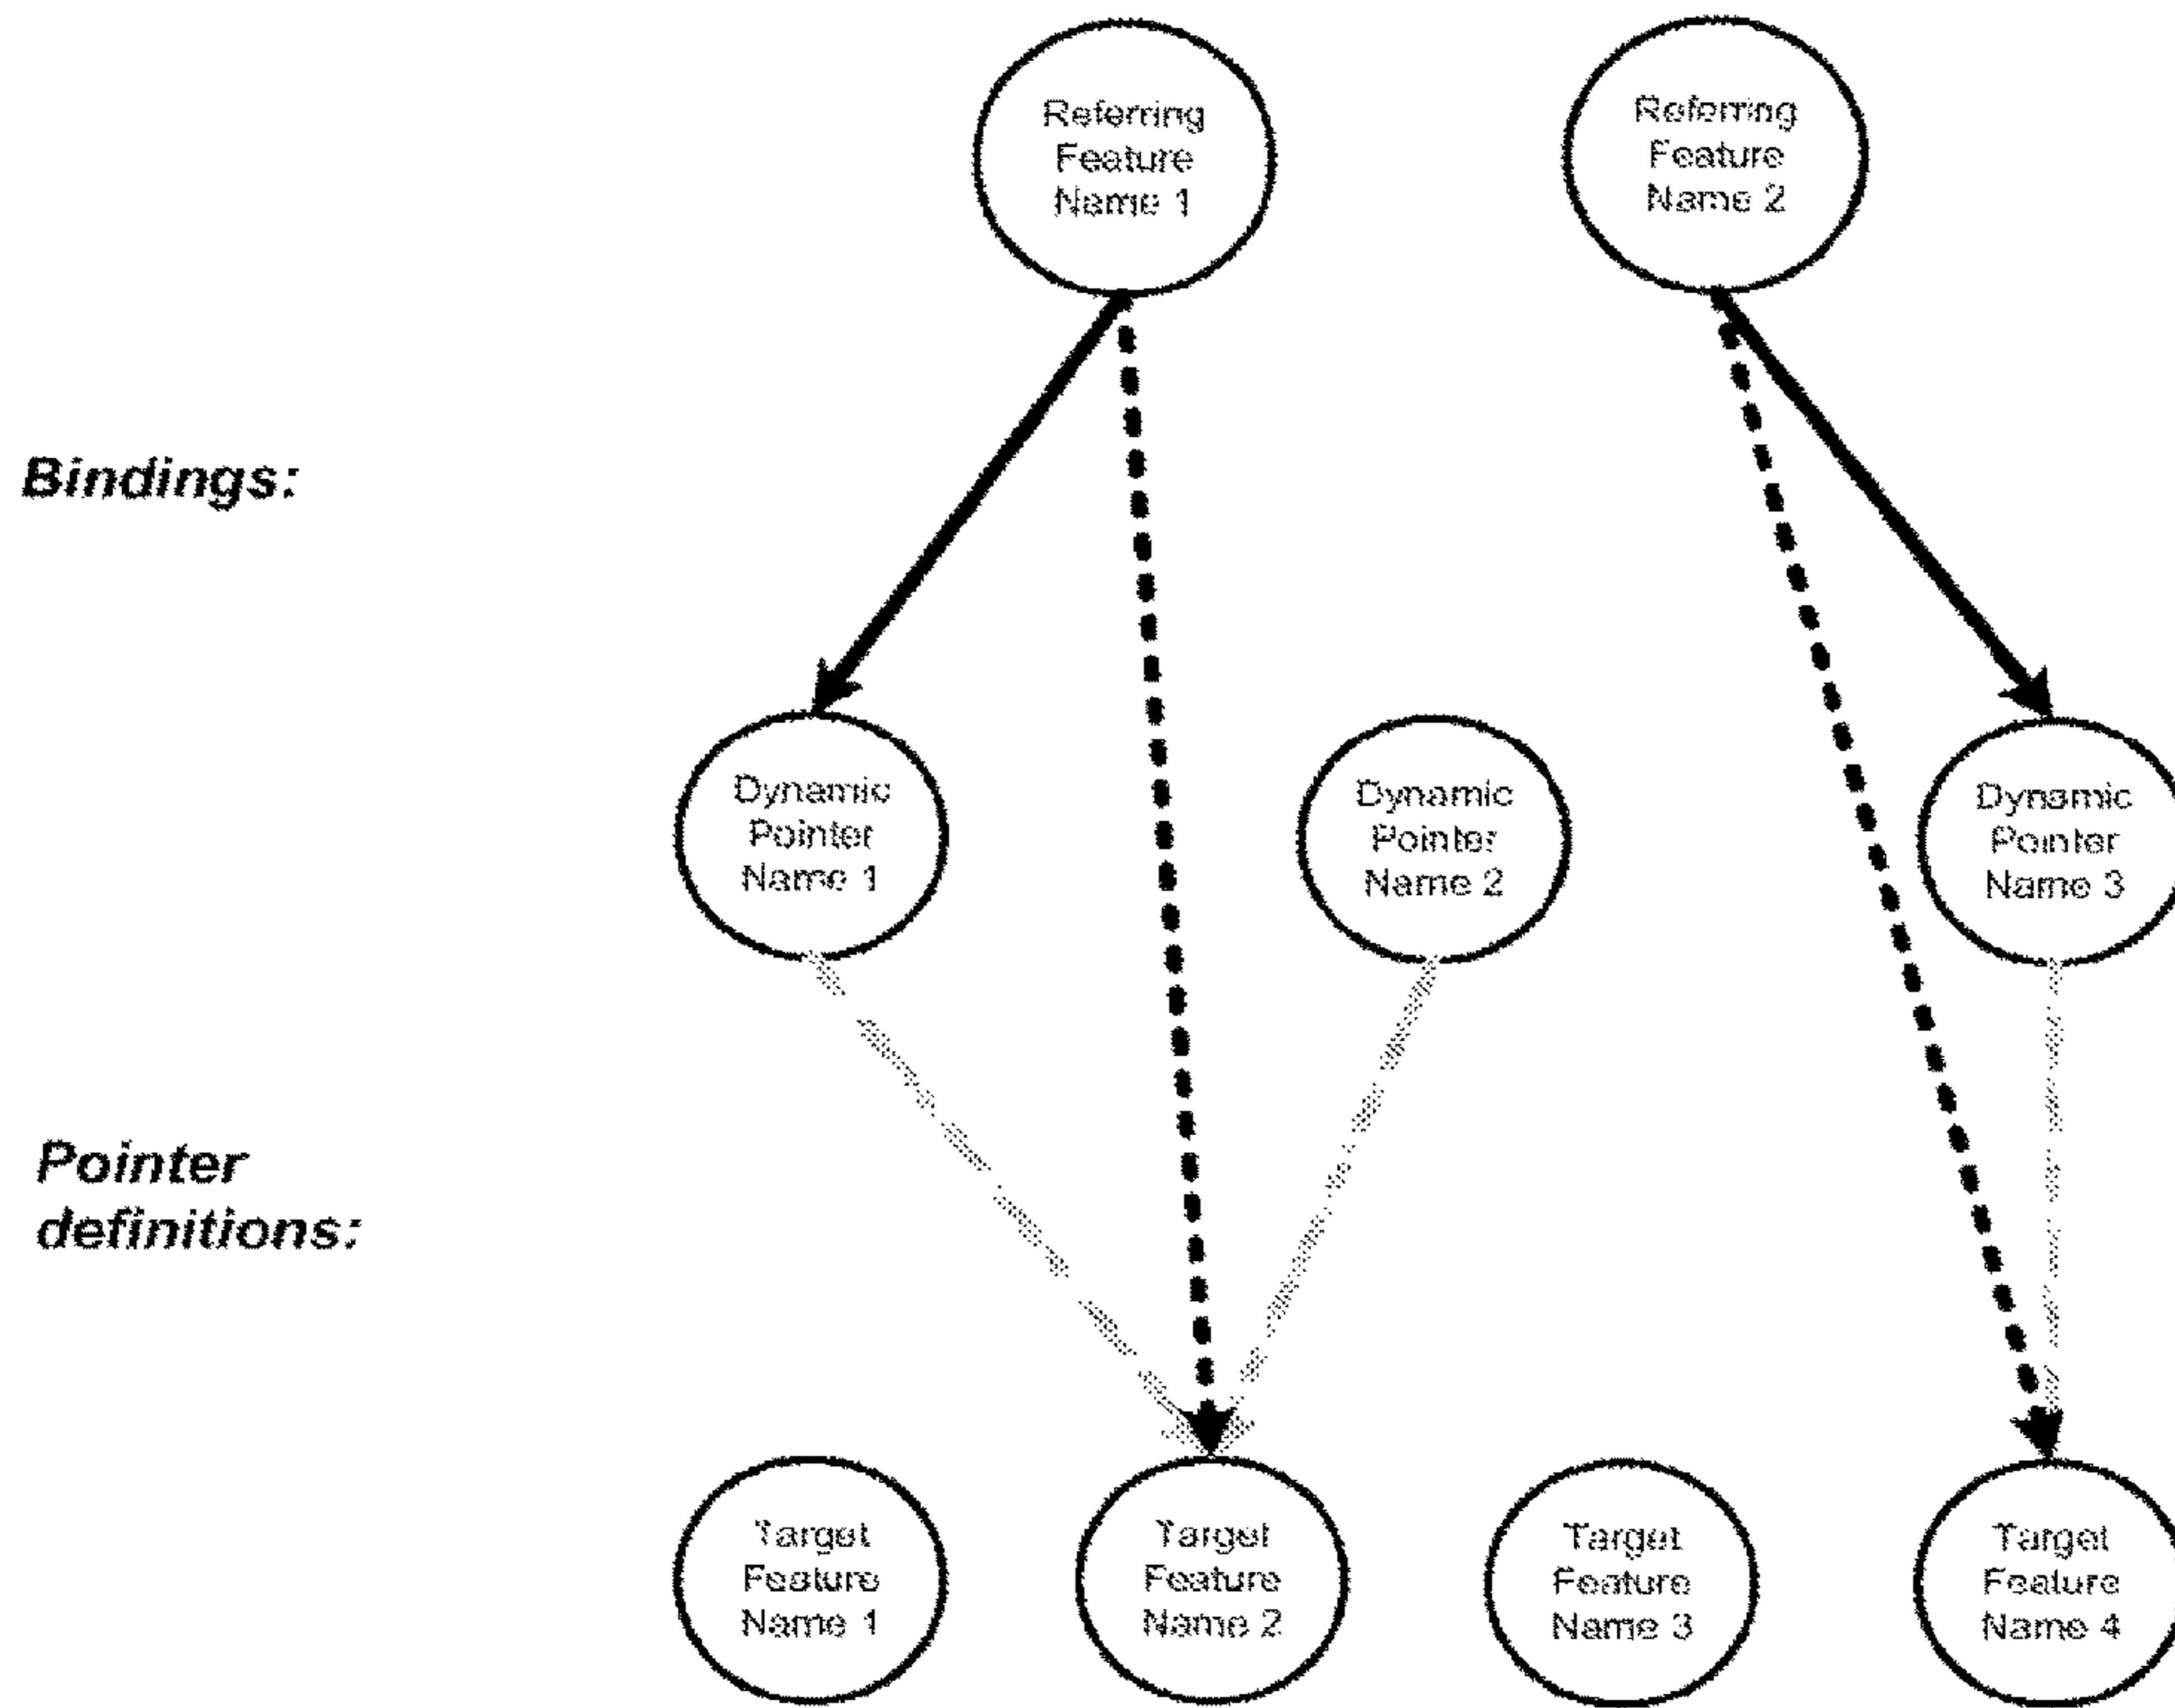 Referring
Feature
Name 1
Referring
Feature
Name 2
Bindings:
Dynamic
Pointer
Name 1
Dynamic
Pointer
Name 2
Dynamic
Pointer
Name 3
Pointer
definitions:
Target
Feature
Name 1
Target
Feature
Name 2
Target
Feature
Name 3
Target
Feature
Name 4